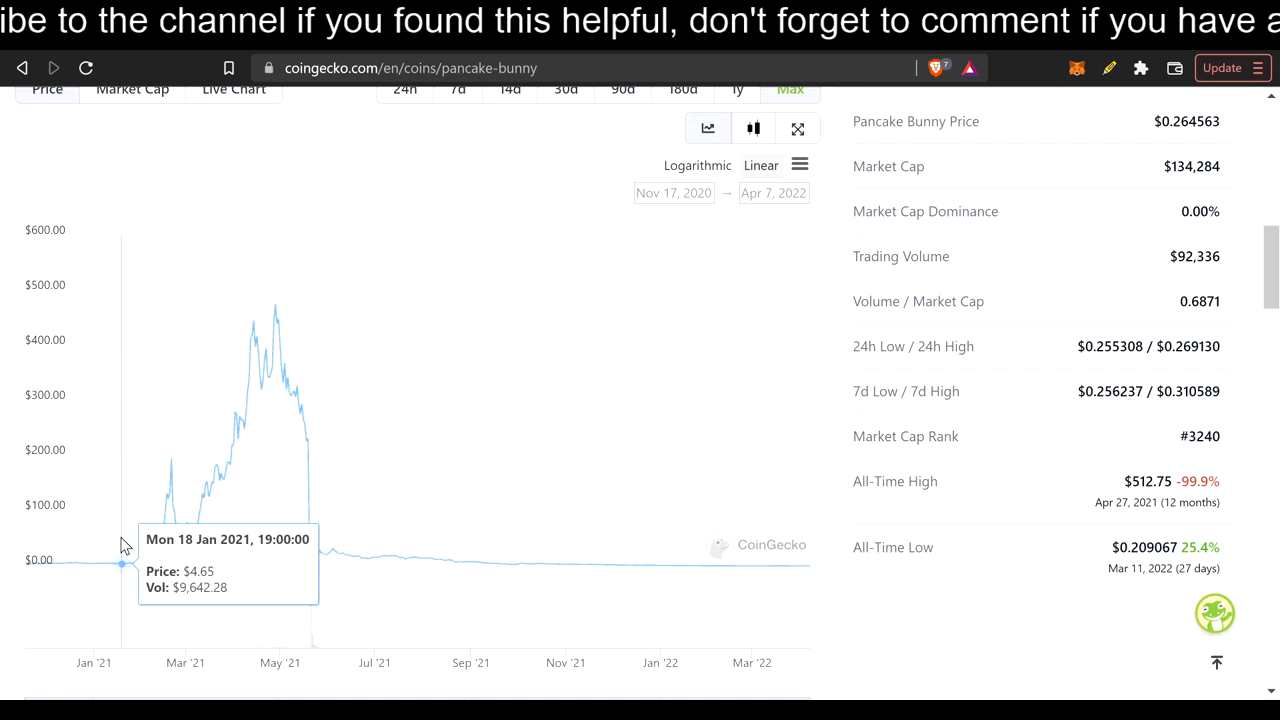 ibe to the channel if you found this helpful, don't forget to comment if you have a
coingecko.com/en/coins/pancake-bunny
7
Update
Price Market Cap Live Chart 24h 7d 14d 30d 90d 180d 1y Max
Logarithmic Linear
Nov 17, 2020 → Apr 7, 2022
$600.00
$500.00
$400.00
$300.00
$200.00
$100.00
$0.00
Mon 18 Jan 2021, 19:00:00
Price: $4.65
Vol: $9,642.28
CoinGecko
Jan '21 Mar '21 May '21 Jul '21 Sep '21 Nov '21 Jan '22 Mar '22
Pancake Bunny Price $0.264563
Market Cap $134,284
Market Cap Dominance 0.00%
Trading Volume $92,336
Volume / Market Cap 0.6871
24h Low / 24h High $0.255308 / $0.269130
7d Low / 7d High $0.256237 / $0.310589
Market Cap Rank #3240
All-Time High $512.75 -99.9%
Apr 27, 2021 (12 months)
All-Time Low $0.209067 25.4%
Mar 11, 2022 (27 days)